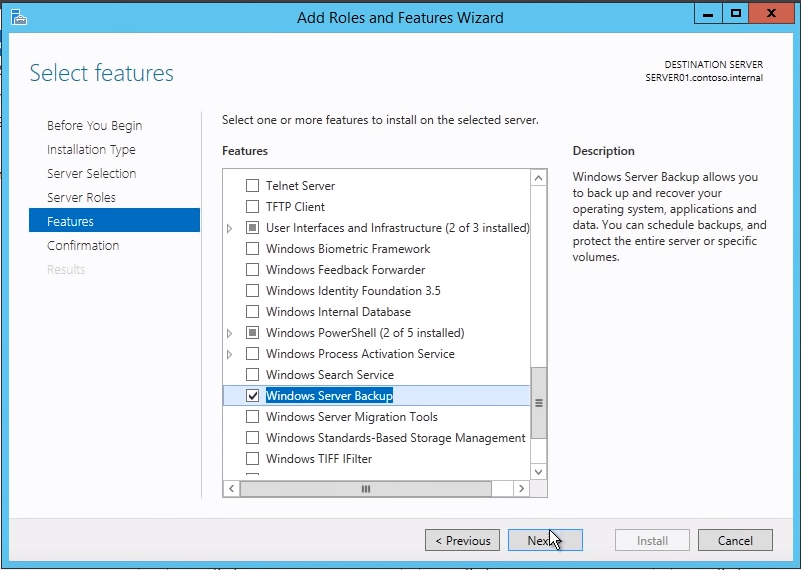 Add Roles and Features Wizard
Select features
DESTINATION SERVER
SERVER01.contoso.internal
Before You Begin
Installation Type
Server Selection
Server Roles
Features
Confirmation
Results
Select one or more features to install on the selected server.
Features
Telnet Server
TFTP Client
User Interfaces and Infrastructure (2 of 3 installed)
Windows Biometric Framework
Windows Feedback Forwarder
Windows Identity Foundation 3.5
Windows Internal Database
Windows PowerShell (2 of 5 installed)
Windows Process Activation Service
Windows Search Service
Windows Server Backup
Windows Server Migration Tools
Windows Standards-Based Storage Management
Windows TIFF IFilter
Description
Windows Server Backup allows you
to back up and recover your
operating system, applications and
data. You can schedule backups, and
protect the entire server or specific
volumes.
< Previous
Next
Install
Cancel